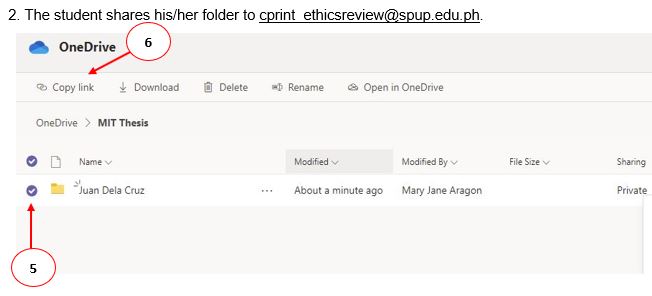 2. The student shares his/her folder to cprint_ethicsreview@spup.edu.ph.
OneDrive 6
Copy link Download Delete Rename Open in OneDrive
OneDrive > MIT Thesis
Name Modified Modified By File Size Sharing
Juan Dela Cruz ... About a minute ago Mary Jane Aragon Private
5